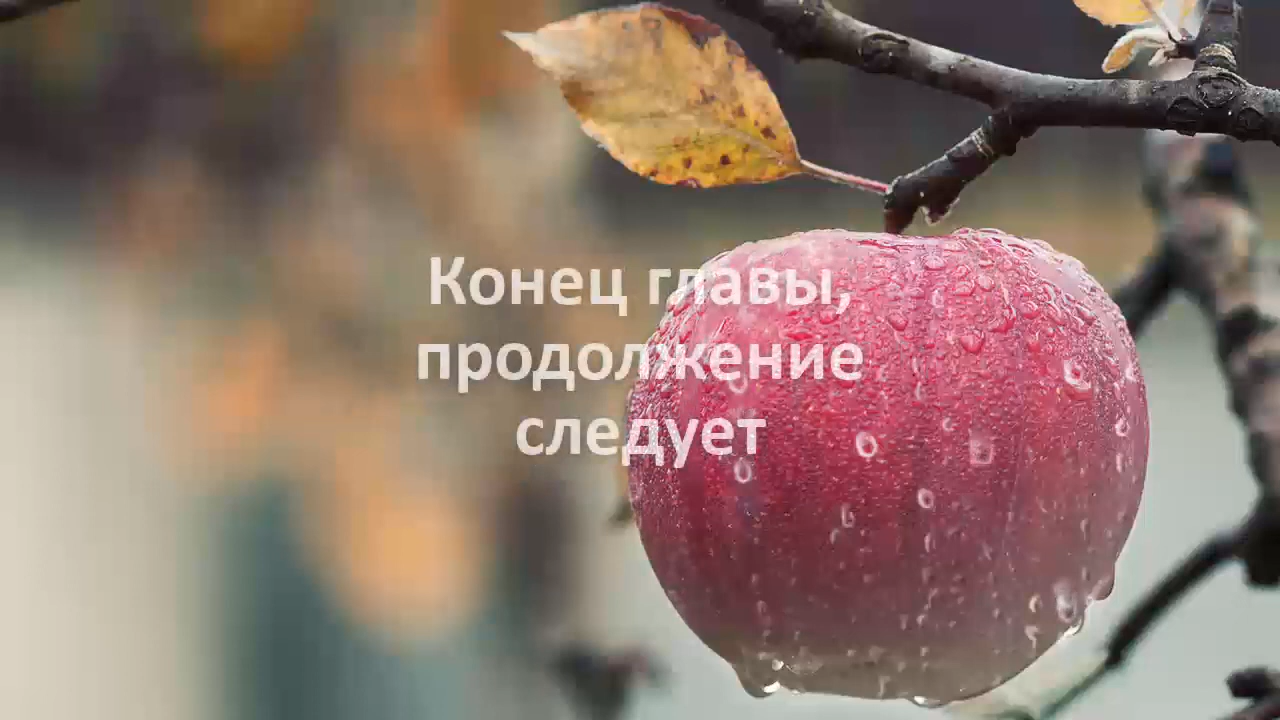 Конец главы,
продолжение
следует